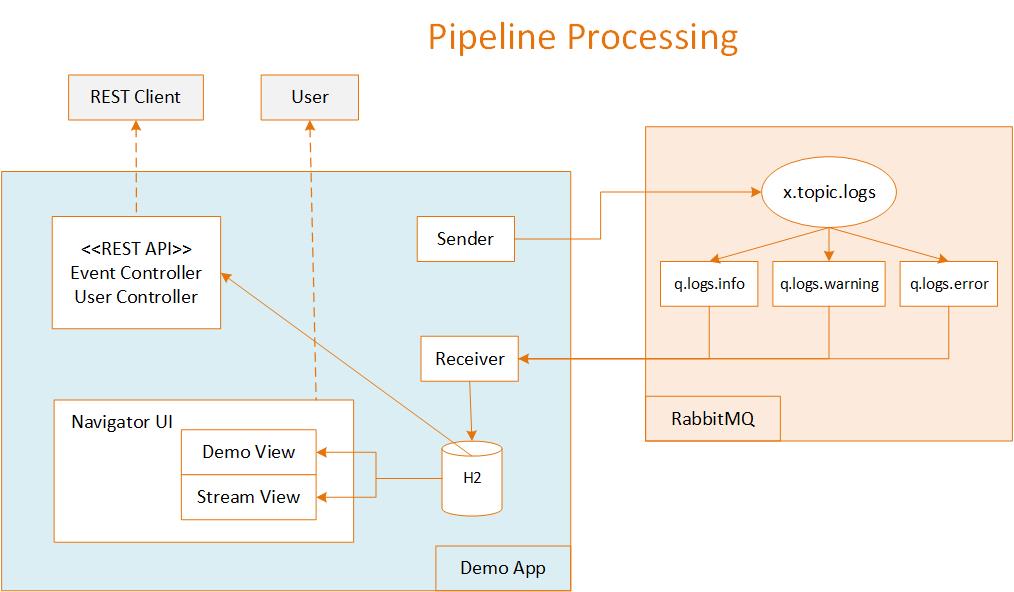 Pipeline Processing
REST Client
User
x.topic.logs
<<REST API>>
Event Controller
User Controller
Sender
q.logs.info
q.logs.warning
q.logs.error
Receiver
Navigator UI
Demo View
Stream View
H2
RabbitMQ
Demo App